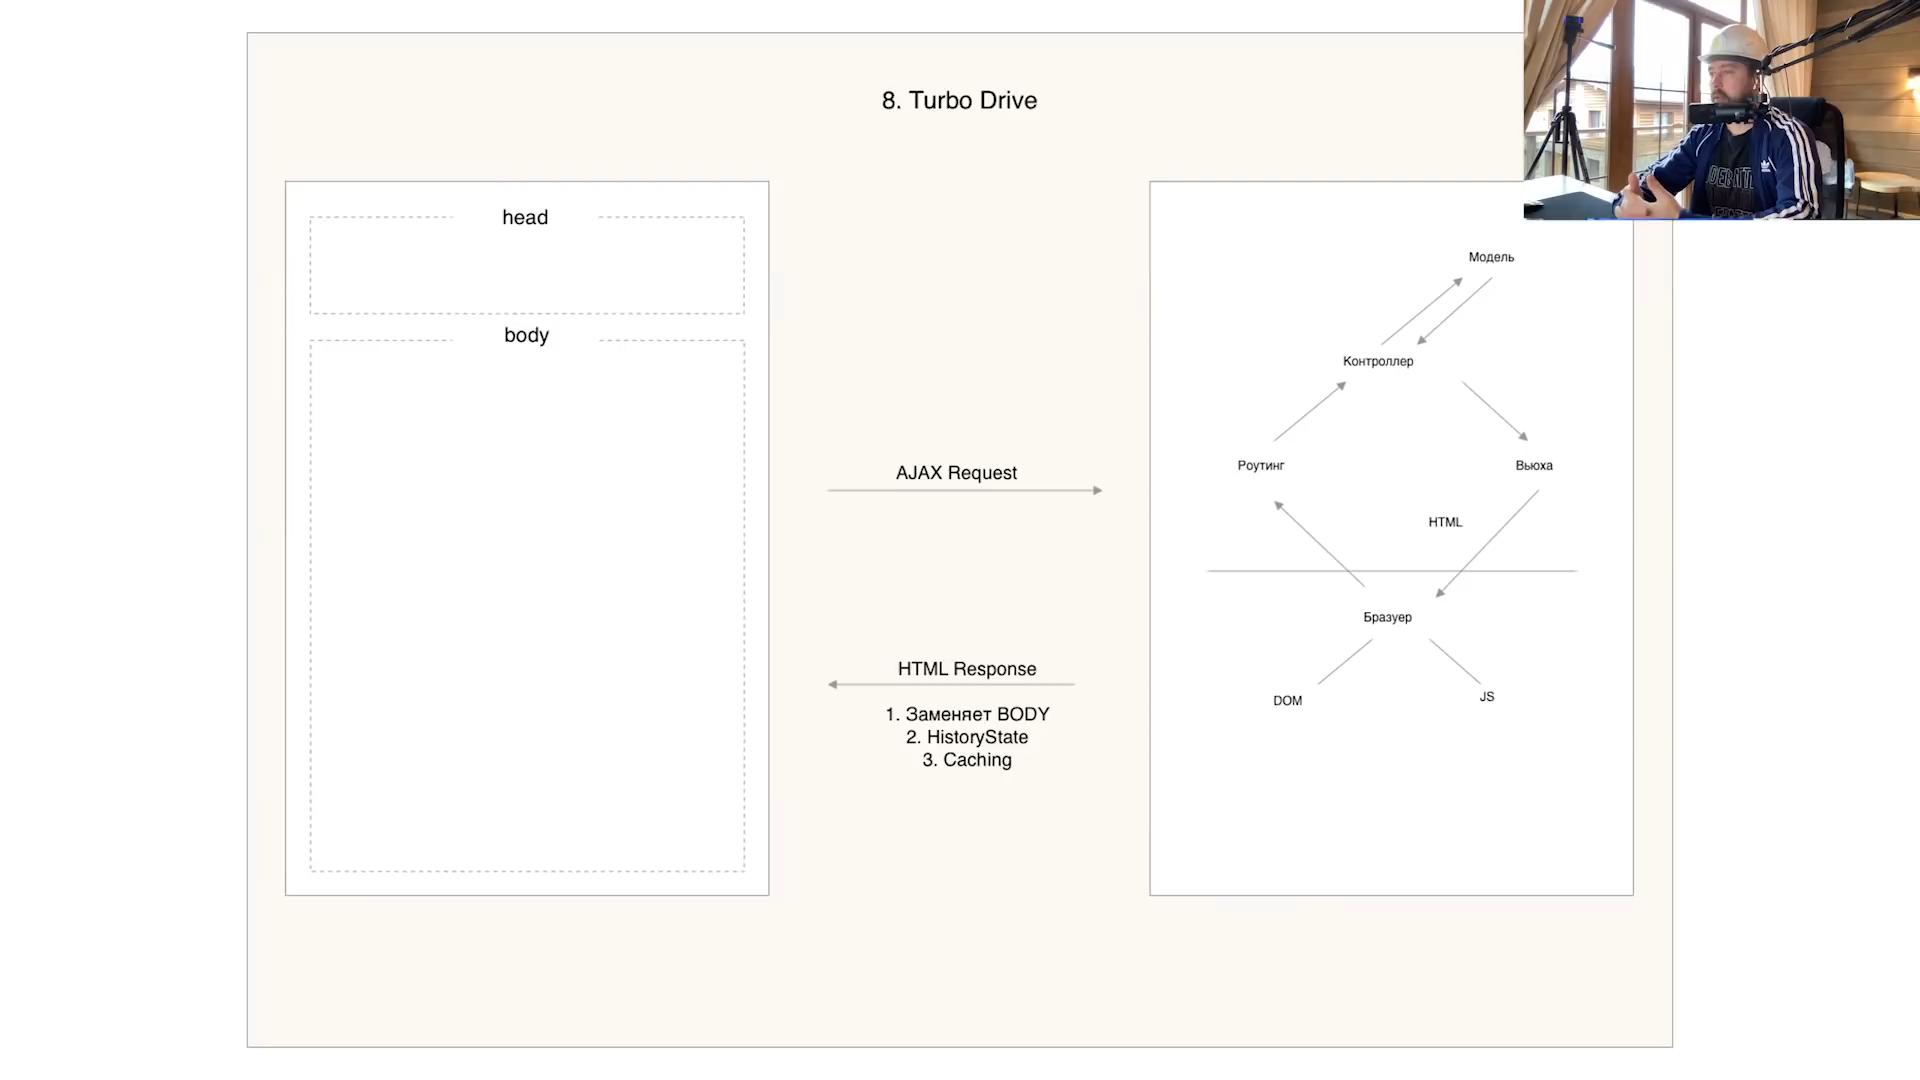 8. Turbo Drive
head
body
AJAX Request
HTML Response
1. Заменяет BODY
2. HistoryState
3. Caching
Модель
Контроллер
Роутинг
Вьюха
HTML
Бразуер
DOM
JS